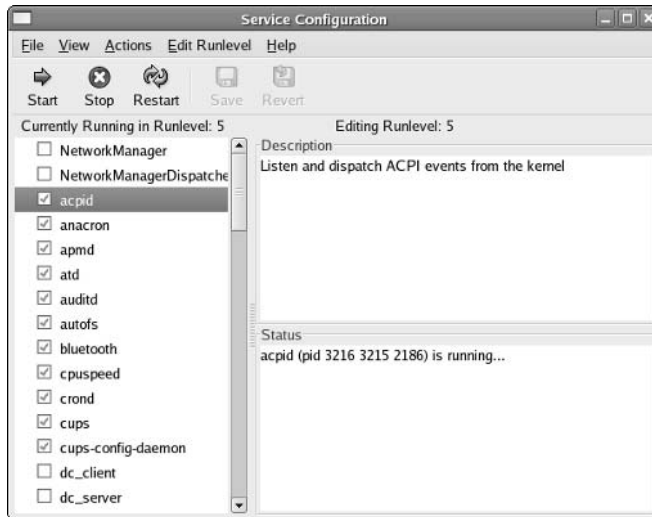 Service Configuration
File View Actions Edit Runlevel Help
Start Stop Restart Save Revert
Currently Running in Runlevel: 5 Editing Runlevel: 5
NetworkManager
NetworkManagerDispatche
acpid
anacron
apmd
atd
auditd
autofs
bluetooth
cpuspeed
crond
cups
cups-config-daemon
dc_client
dc_server
Description
Listen and dispatch ACPI events from the kernel
Status
acpid (pid 3216 3215 2186) is running...